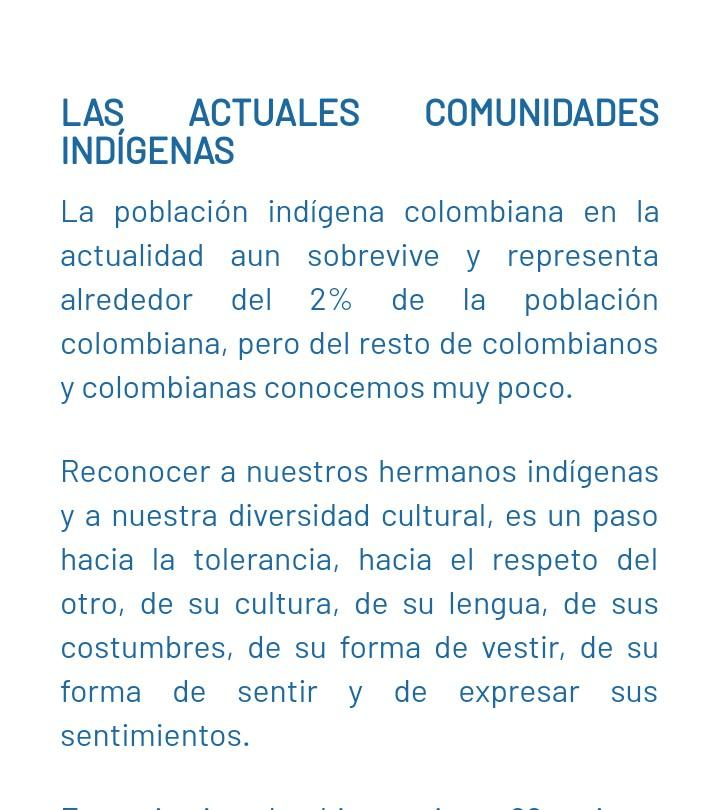 LAS ACTUALES COMUNIDADES
INDÍGENAS
La población indígena colombiana en la
actualidad aun sobrevive y representa
alrededor del 2% de la población
colombiana, pero del resto de colombianos
y colombianas conocemos muy poco.
Reconocer a nuestros hermanos indígenas
y a nuestra diversidad cultural, es un paso
hacia la tolerancia, hacia el respeto del
otro, de su cultura, de su lengua, de sus
costumbres, de su forma de vestir, de su
forma de sentir y de expresar sus
sentimientos.